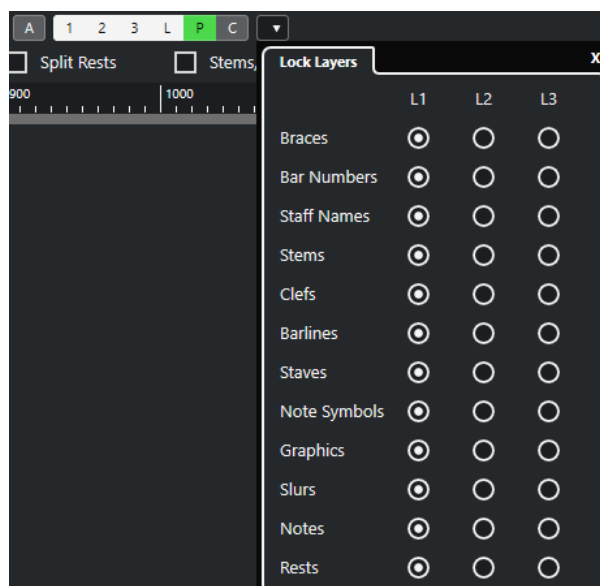 A 1 2 3 L P C ▼
Split Rests Stems,
Lock Layers X
900 1000
L1 L2 L3
Braces
Bar Numbers
Staff Names
Stems
Clefs
Barlines
Staves
Note Symbols
Graphics
Slurs
Notes
Rests